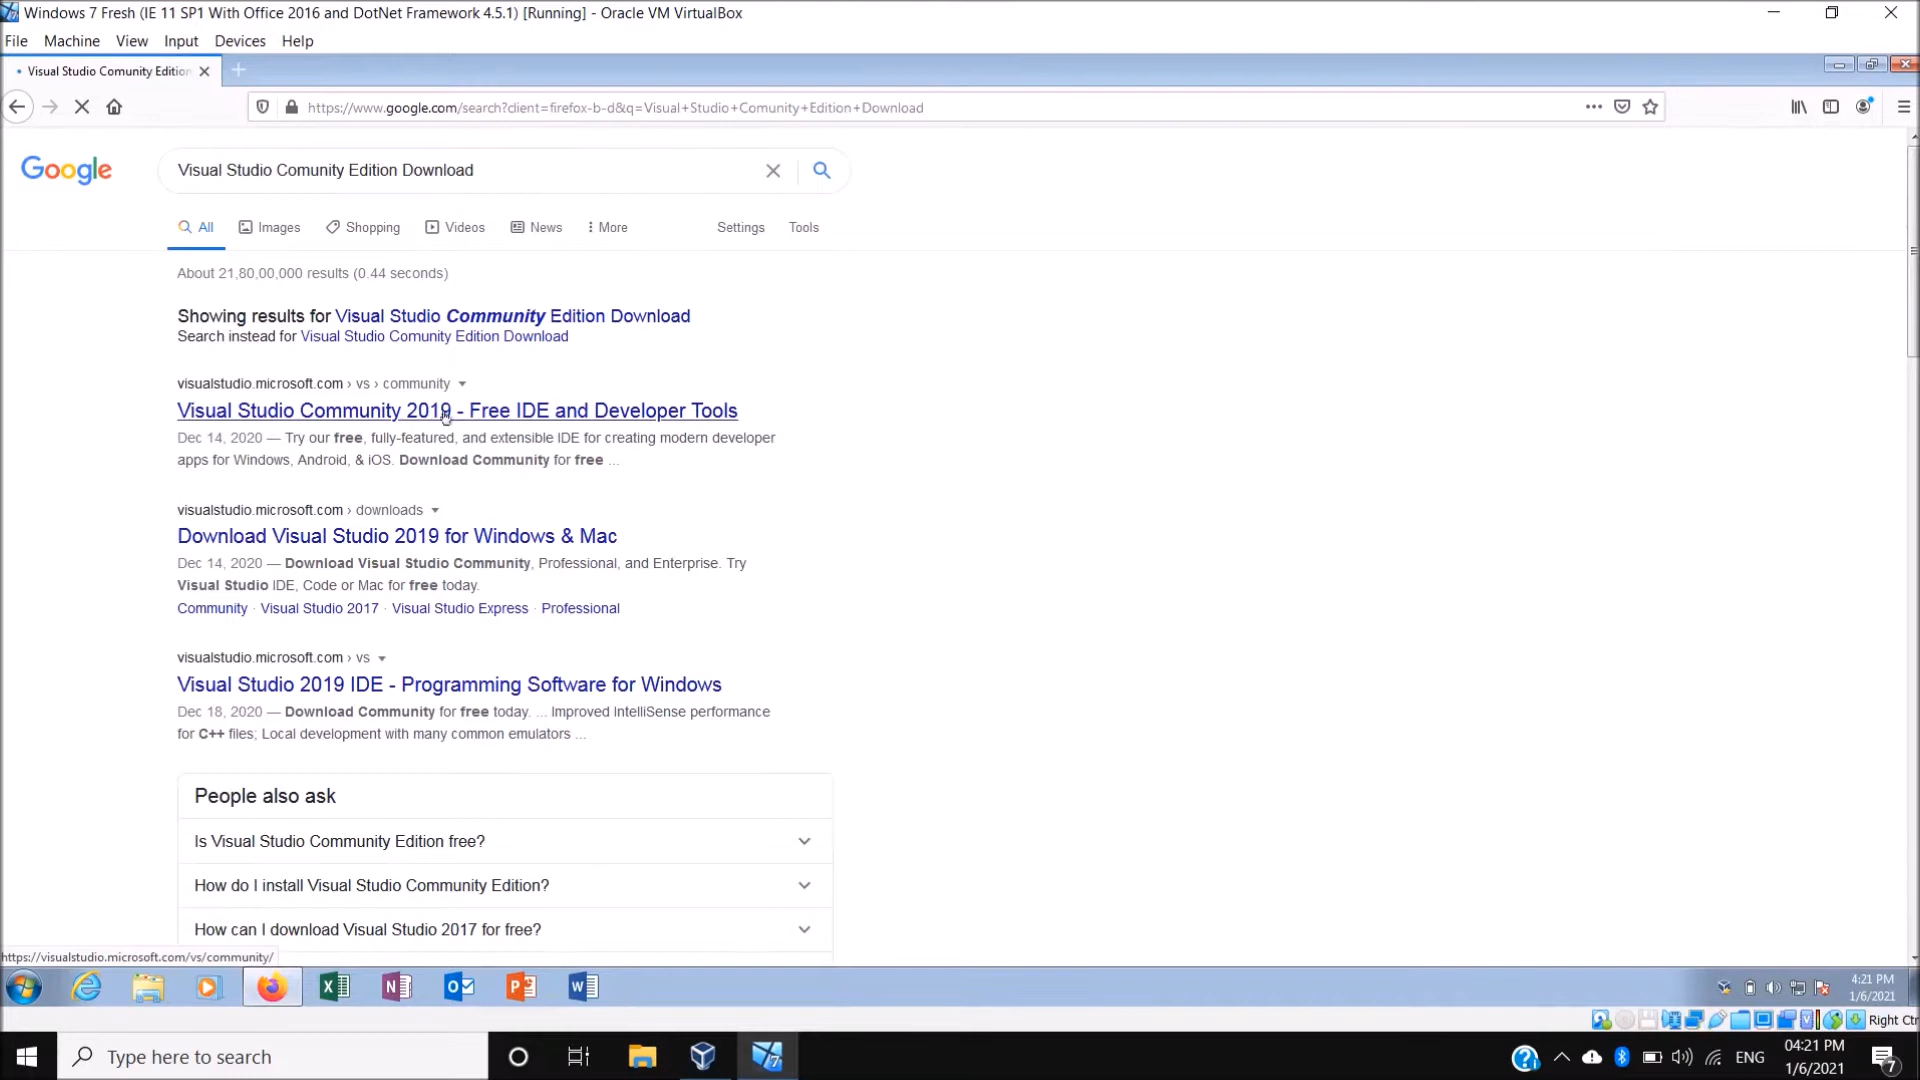 Windows 7 Fresh (IE 11 SP1 With Office 2016 and DotNet Framework 4.5.1) [Running] - Oracle VM VirtualBox
File Machine View Input Devices Help
Visual Studio Comunity Edition
https://www.google.com/search?client=firefox-b-d&q=Visual+Studio+Comunity+Edition+Download
Google
Visual Studio Comunity Edition Download
All Images Shopping Videos News More Settings Tools
About 21,80,00,000 results (0.44 seconds)
Showing results for Visual Studio Community Edition Download
Search instead for Visual Studio Comunity Edition Download
visualstudio.microsoft.com › vs › community
Visual Studio Community 2019 - Free IDE and Developer Tools
Dec 14, 2020 — Try our free, fully-featured, and extensible IDE for creating modern developer
apps for Windows, Android, & iOS. Download Community for free ...
visualstudio.microsoft.com › downloads
Download Visual Studio 2019 for Windows & Mac
Dec 14, 2020 — Download Visual Studio Community, Professional, and Enterprise. Try
Visual Studio IDE, Code or Mac for free today.
Community · Visual Studio 2017 · Visual Studio Express · Professional
visualstudio.microsoft.com › vs
Visual Studio 2019 IDE - Programming Software for Windows
Dec 18, 2020 — Download Community for free today. ... Improved IntelliSense performance
for C++ files; Local development with many common emulators ...
People also ask
Is Visual Studio Community Edition free?
How do I install Visual Studio Community Edition?
How can I download Visual Studio 2017 for free?
https://visualstudio.microsoft.com/vs/community/
4:21 PM
1/6/2021
Right Ctr
Type here to search
ENG
04:21 PM
1/6/2021
7